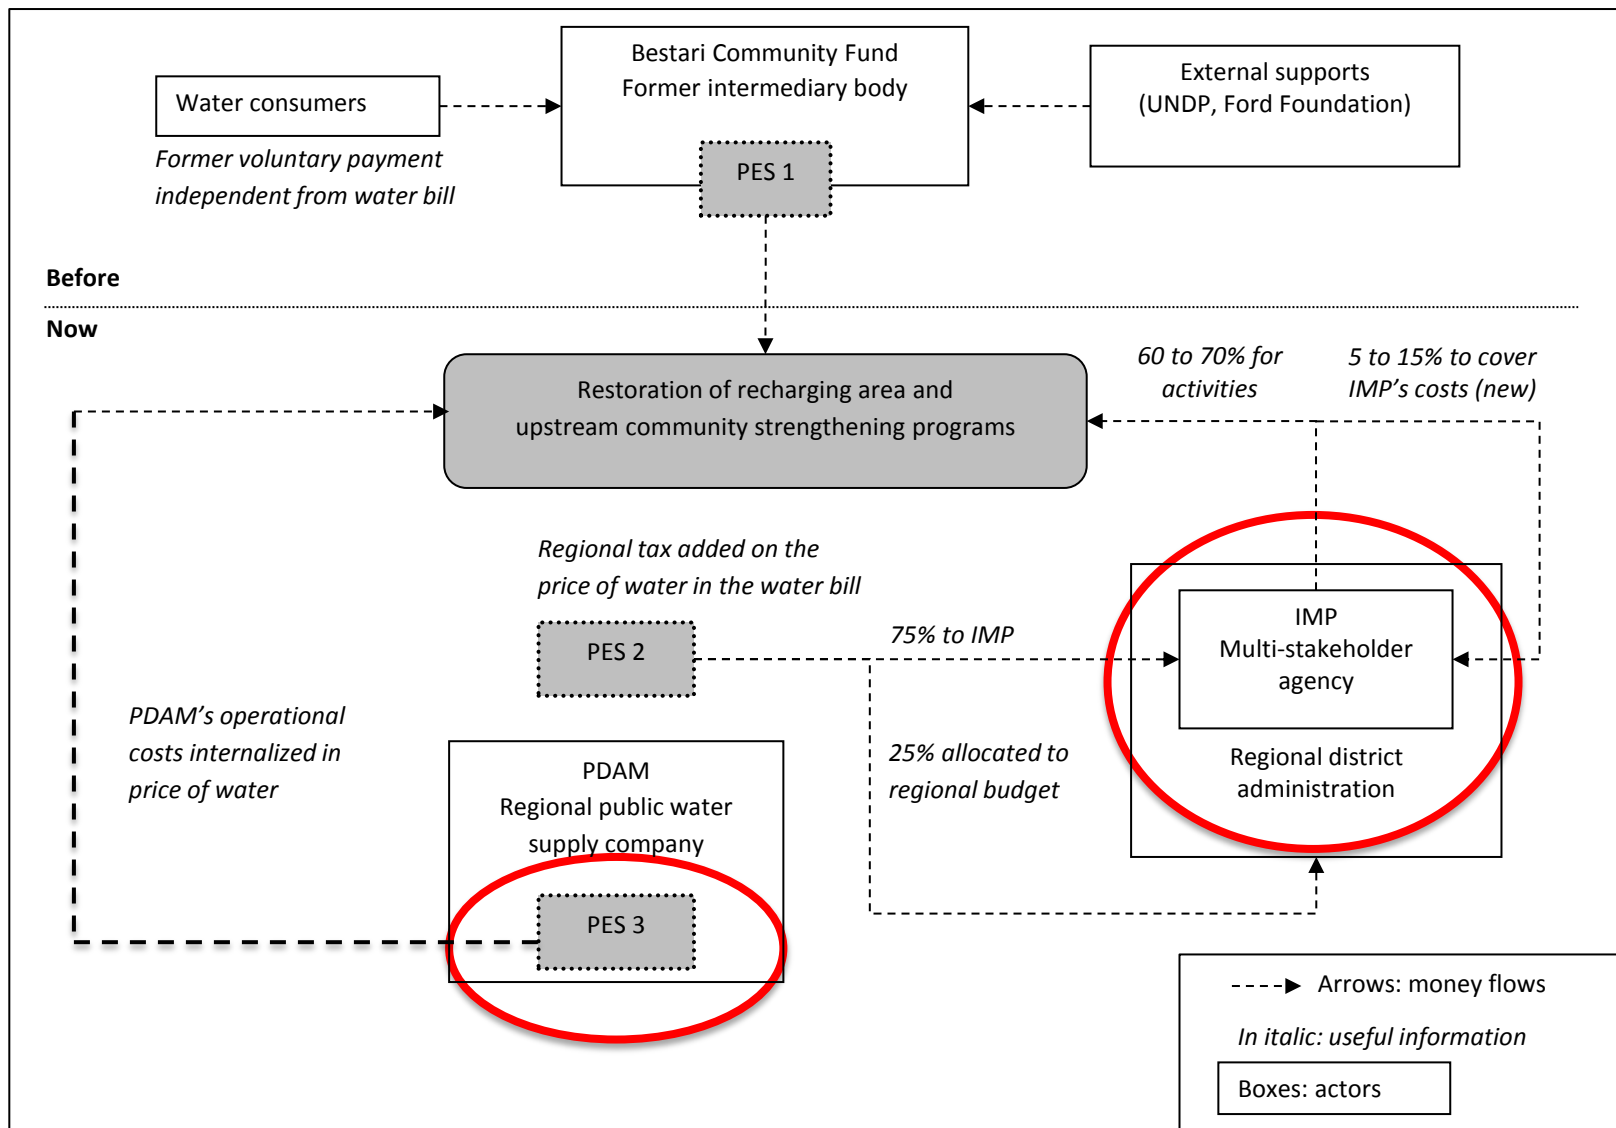 Bestari Community Fund
Former intermediary body
Water consumers
External supports
(UNDP, Ford Foundation)
Former voluntary payment
independent from water bill
PES 1
Before
Now
60 to 70% for
activities
5 to 15% to cover
IMP’s costs (new)
Restoration of recharging area and
upstream community strengthening programs
Regional tax added on the
price of water in the water bill
PES 2
75% to IMP
IMP
Multi-stakeholder
agency
Regional district
administration
PDAM’s operational
costs internalized in
price of water
25% allocated to
regional budget
PDAM
Regional public water
supply company
PES 3
Arrows: money flows
In italic: useful information
Boxes: actors